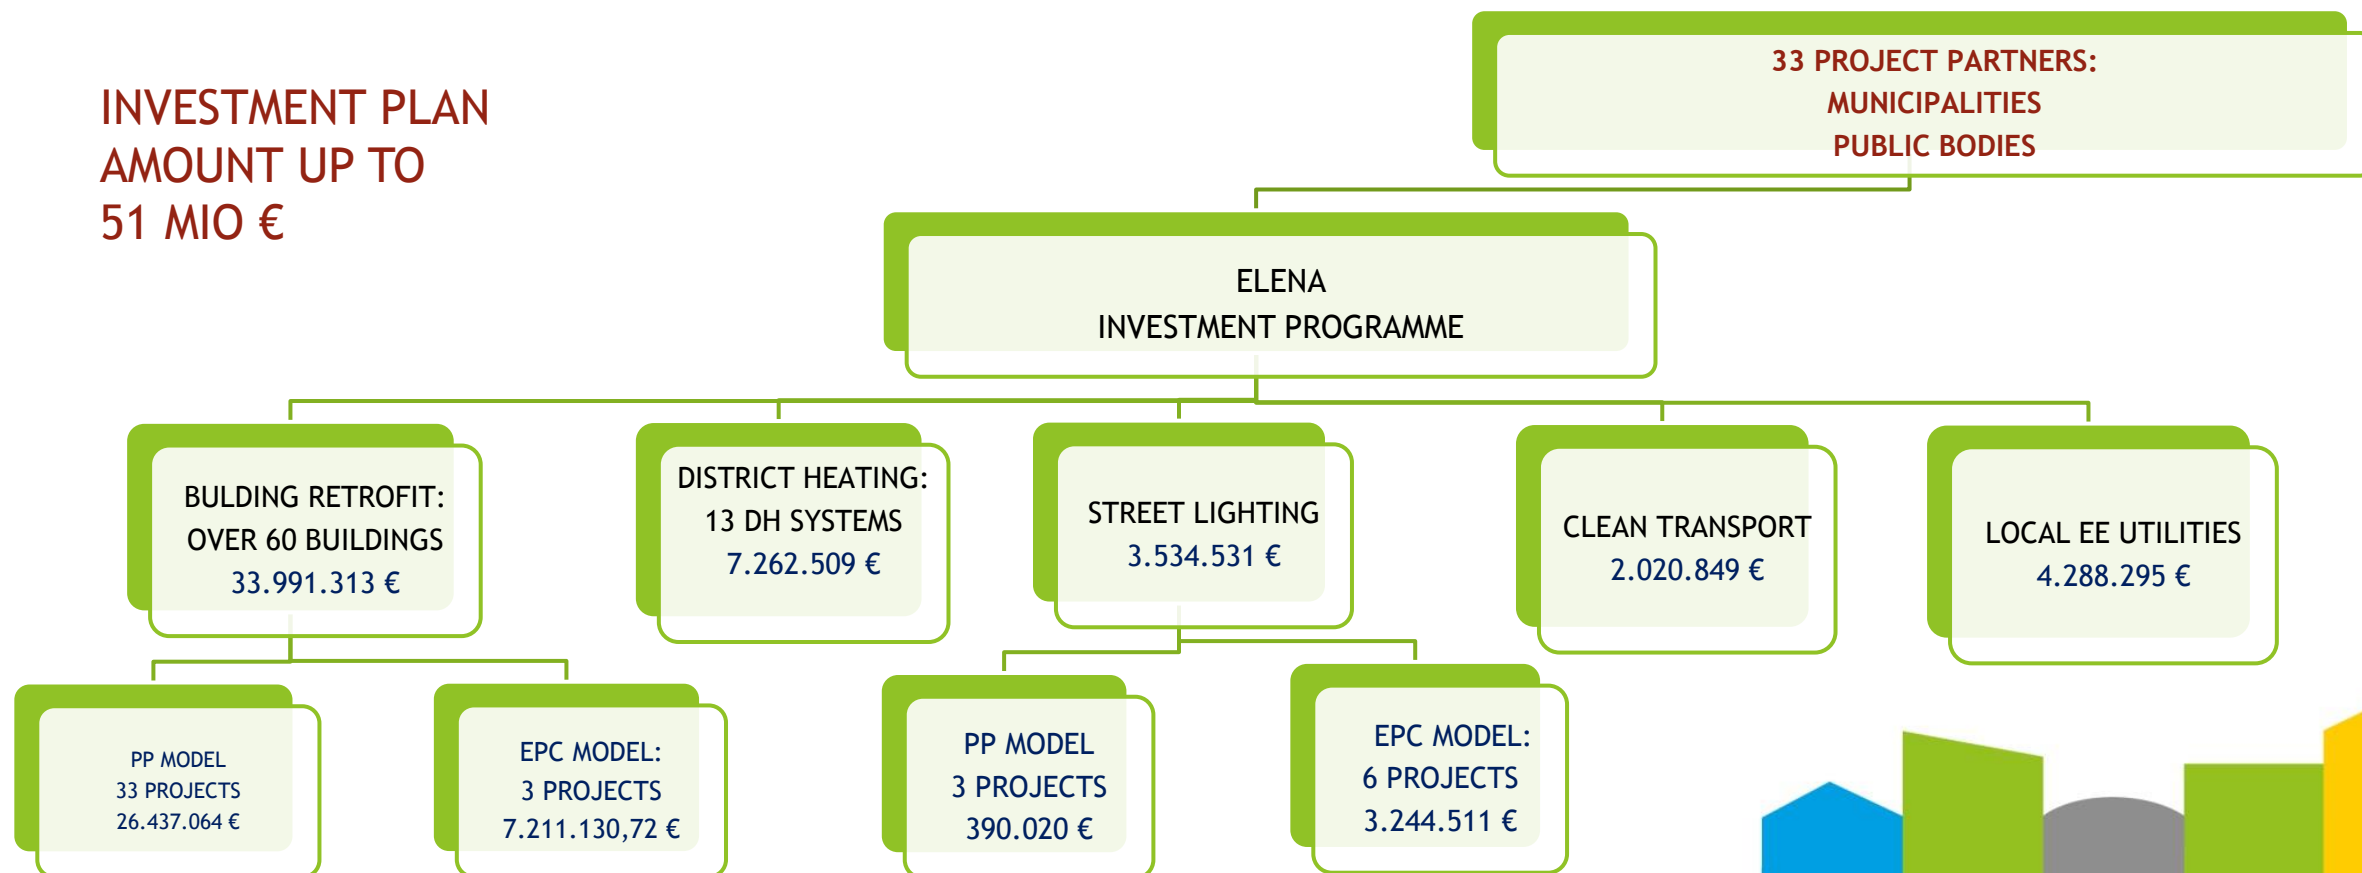 INVESTMENT PLAN
AMOUNT UP TO
51 MIO €
33 PROJECT PARTNERS:
MUNICIPALITIES
PUBLIC BODIES
ELENA
INVESTMENT PROGRAMME
BULDING RETROFIT:
OVER 60 BUILDINGS
33.991.313 €
DISTRICT HEATING:
13 DH SYSTEMS
7.262.509 €
STREET LIGHTING
3.534.531 €
CLEAN TRANSPORT
2.020.849 €
LOCAL EE UTILITIES
4.288.295 €
PP MODEL
33 PROJECTS
26.437.064 €
EPC MODEL:
3 PROJECTS
7.211.130,72 €
PP MODEL
3 PROJECTS
390.020 €
EPC MODEL:
6 PROJECTS
3.244.511 €